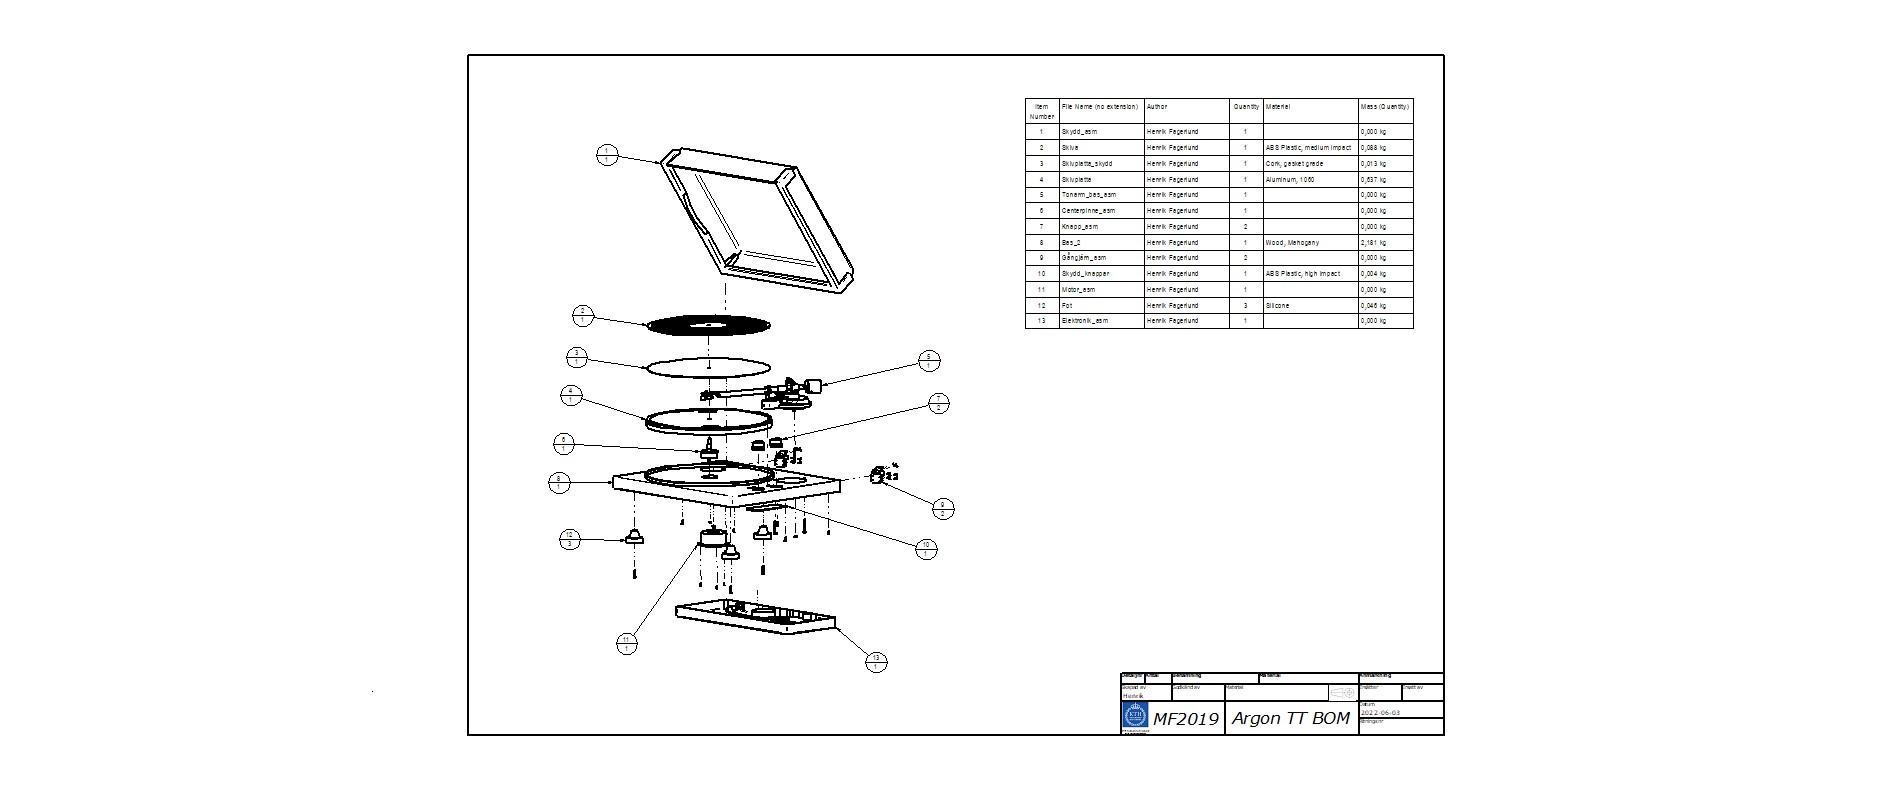 Item Number File Name (no extension) Author Quantity Material Mass (Quantity)
1 Skydd_asm Henrik Fagerlund 1 0,000 kg
2 Skiva Henrik Fagerlund 1 ABS Plastic, medium impact 0,088 kg
3 Skivplatta_skydd Henrik Fagerlund 1 Cork, gasket grade 0,013 kg
4 Skivplatta Henrik Fagerlund 1 Aluminum, 1060 0,637 kg
5 Tonarm_bas_asm Henrik Fagerlund 1 0,000 kg
6 Centerpinne_asm Henrik Fagerlund 1 0,000 kg
7 Knapp_asm Henrik Fagerlund 2 0,000 kg
8 Bas_2 Henrik Fagerlund 1 Wood, Mahogany 2,181 kg
9 Gångjärn_asm Henrik Fagerlund 2 0,000 kg
10 Skydd_knappar Henrik Fagerlund 1 ABS Plastic, high impact 0,004 kg
11 Motor_asm Henrik Fagerlund 1 0,000 kg
12 Fot Henrik Fagerlund 3 Silicone 0,046 kg
13 Elektronik_asm Henrik Fagerlund 1 0,000 kg
1
1
2
1
3
1
5
1
4
1
7
2
6
1
8
1
9
2
12
3
10
1
11
1
13
1
Detaljnr Antal Benämning Material Anmärkning
Skapad av Godkänd av Material Ersätter Ersatt av
Henrik
KTH
MF2019 Argon TT BOM
Datum
2022-06-03
Ritningsnr